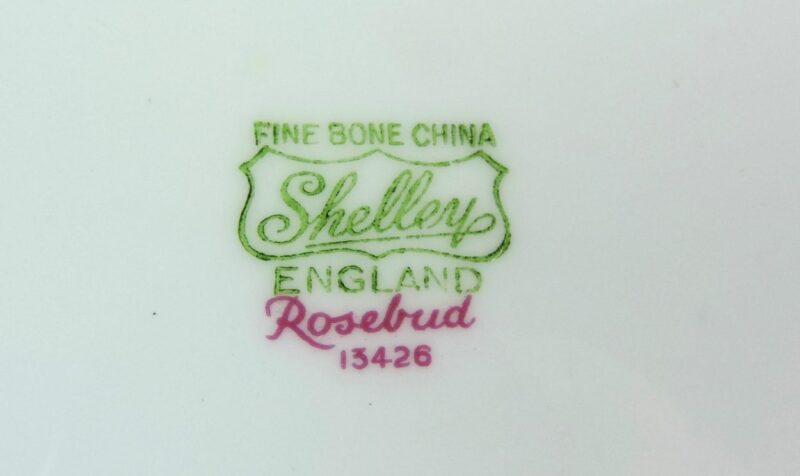 FINE BONE CHINA
Shelley
ENGLAND
Rosebud
13426